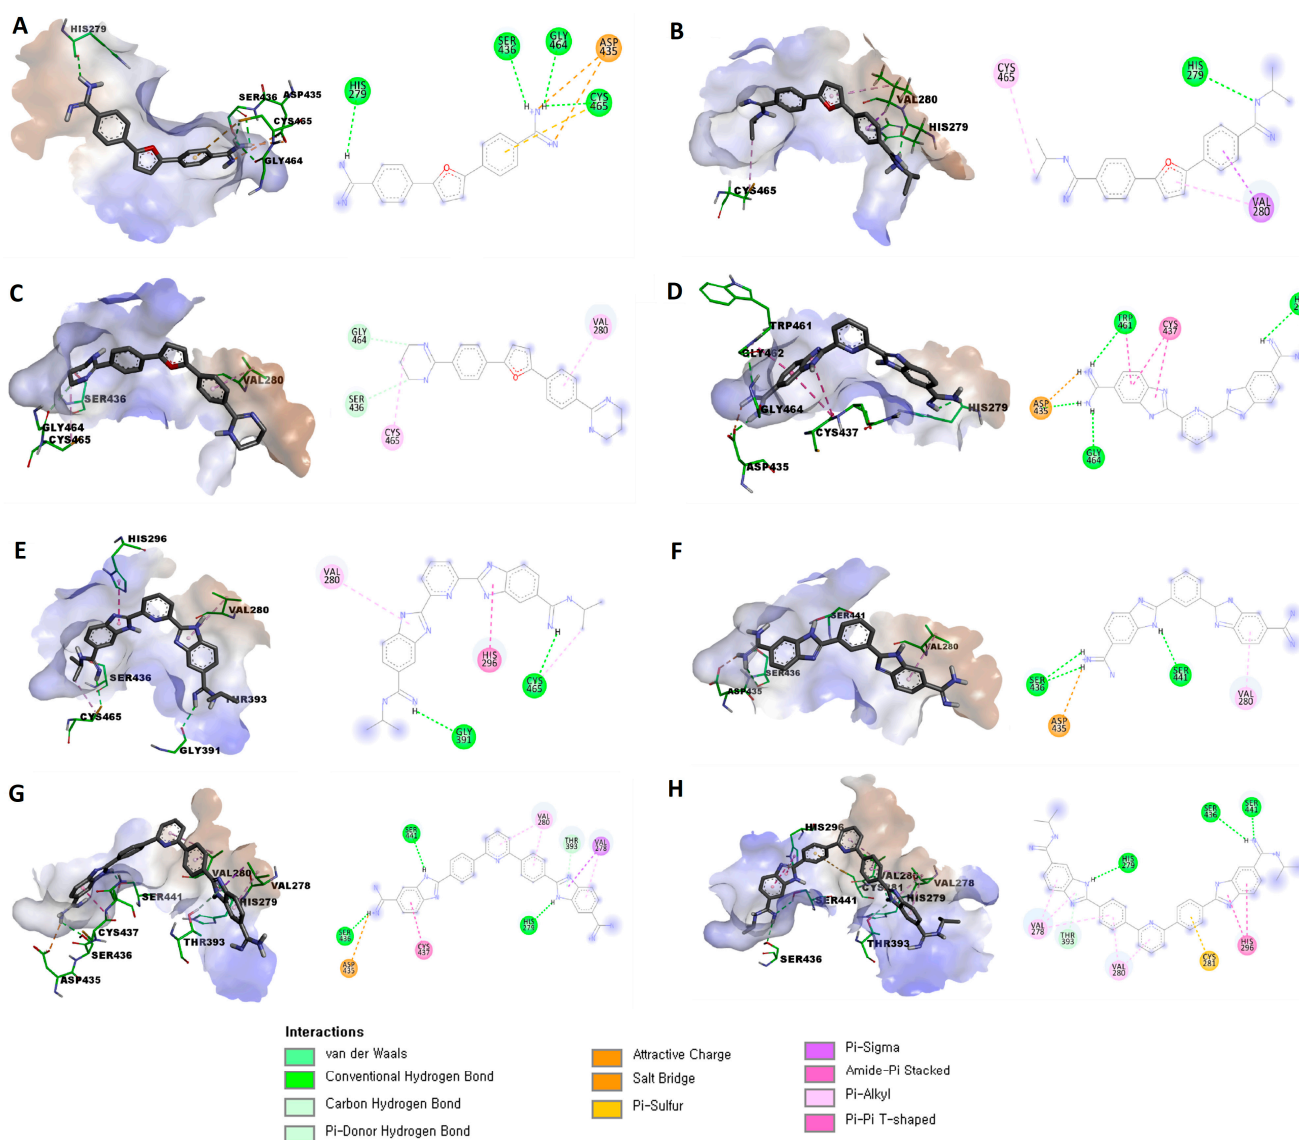 A
HIS279
SER436
ASP435
CYS465
GLY464
HIS
279
SER
436
GLY
464
ASP
435
CYS
465
B
VAL280
HIS279
CYS465
CYS
465
HIS
279
VAL
280
C
VAL280
SER436
GLY464
CYS465
GLY
464
SER
436
CYS
465
VAL
280
D
TRP461
GLY462
GLY464
HIS279
CYS437
ASP435
TRP
461
CYS
437
ASP
435
GLY
464
E
HIS296
VAL280
SER436
THR393
CYS465
GLY391
VAL
280
HIS
296
CYS
465
GLY
391
F
SER441
VAL280
SER436
ASP435
SER
436
ASP
435
SER
441
VAL
280
G
VAL280
VAL278
SER441
HIS279
CYS437
THR393
SER436
ASP435
SER
441
VAL
280
THR
393
VAL
278
SER
436
ASP
435
CYS
437
HIS
279
H
HIS296
VAL280
VAL278
CYS281
SER441
HIS279
THR393
SER436
SER
436
SER
441
HIS
279
VAL
278
THR
393
VAL
280
CYS
281
HIS
296
Interactions
van der Waals
Conventional Hydrogen Bond
Carbon Hydrogen Bond
Pi-Donor Hydrogen Bond
Attractive Charge
Salt Bridge
Pi-Sulfur
Pi-Sigma
Amide-Pi Stacked
Pi-Alkyl
Pi-Pi T-shaped